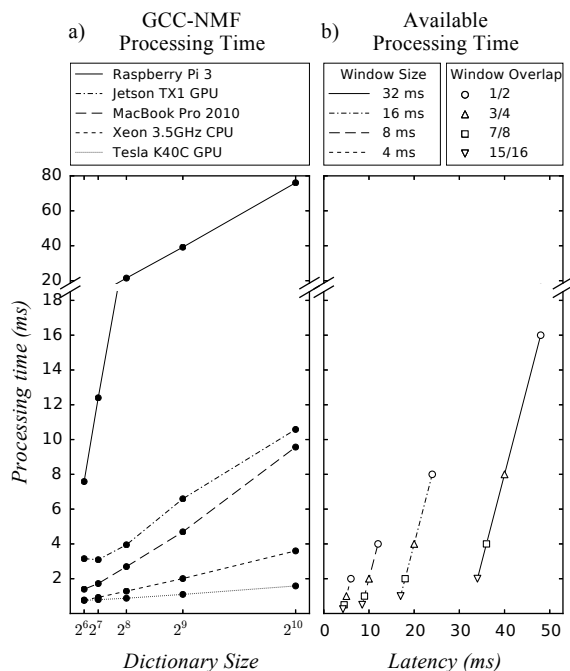 a) GCC-NMF
Processing Time
Raspberry Pi 3
Jetson TX1 GPU
MacBook Pro 2010
Xeon 3.5GHz CPU
Tesla K40C GPU
b) Available
Processing Time
Window Size
32 ms
16 ms
8 ms
4 ms
Window Overlap
1/2
3/4
7/8
15/16
Processing time (ms)
80
60
40
20
18
16
14
12
10
8
6
4
2
2^6 2^7 2^8 2^9 2^10
Dictionary Size
0 10 20 30 40 50
Latency (ms)